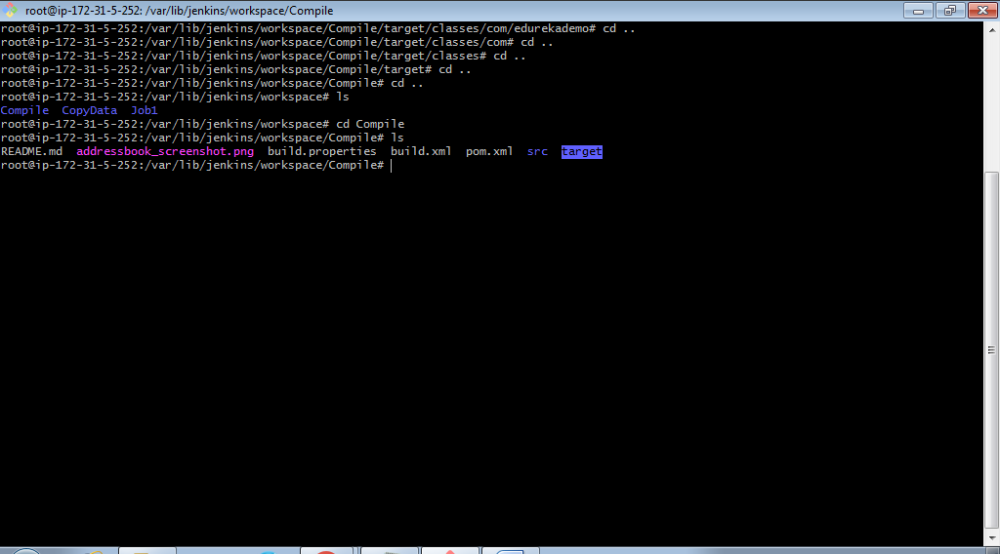 root@ip-172-31-5-252: /var/lib/jenkins/workspace/Compile
root@ip-172-31-5-252:/var/lib/jenkins/workspace/Compile/target/classes/com/edurekademo# cd ..
root@ip-172-31-5-252:/var/lib/jenkins/workspace/Compile/target/classes/com# cd ..
root@ip-172-31-5-252:/var/lib/jenkins/workspace/Compile/target/classes# cd ..
root@ip-172-31-5-252:/var/lib/jenkins/workspace/Compile/target# cd ..
root@ip-172-31-5-252:/var/lib/jenkins/workspace/Compile# cd ..
root@ip-172-31-5-252:/var/lib/jenkins/workspace# ls
Compile  CopyData  Job1
root@ip-172-31-5-252:/var/lib/jenkins/workspace# cd Compile
root@ip-172-31-5-252:/var/lib/jenkins/workspace/Compile# ls
README.md  addressbook_screenshot.png  build.properties  build.xml  pom.xml  src  target
root@ip-172-31-5-252:/var/lib/jenkins/workspace/Compile#